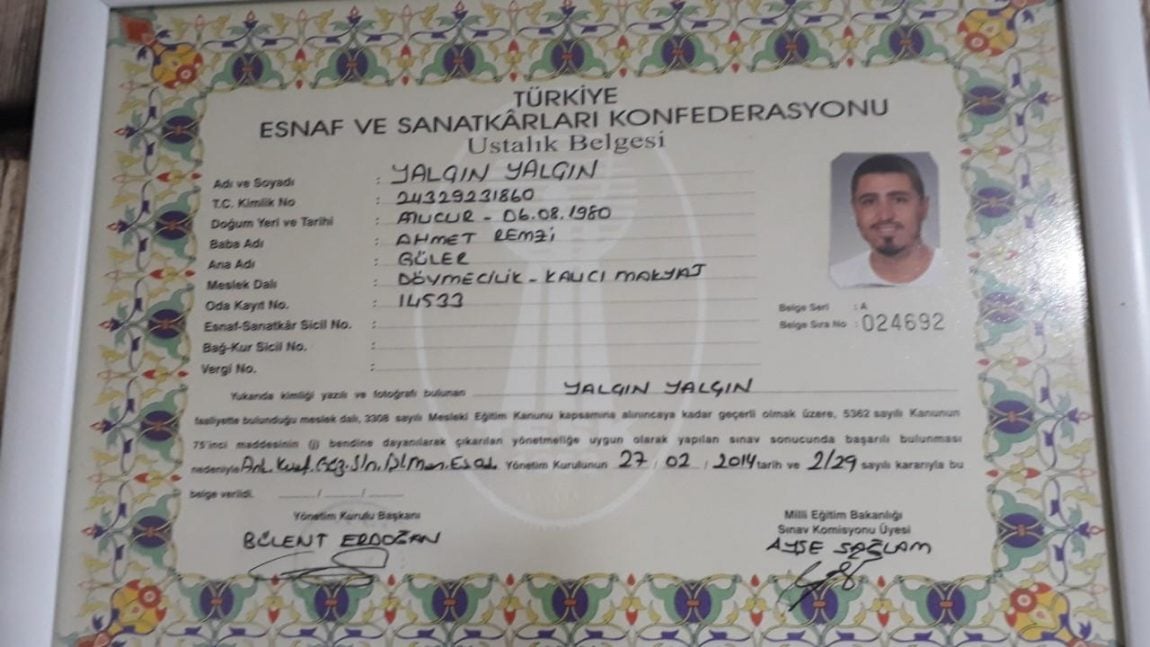 TÜRKİYE
ESNAF VE SANATKÂRLARI KONFEDERASYONU
Ustalık Belgesi
Adı ve Soyadı : YALGIN YALGIN
T.C. Kimlik No : 24329231860
Doğum Yeri ve Tarihi : MUCUR - 06.08.1980
Baba Adı : AHMET REMZİ
Ana Adı : GÜLER
Meslek Dalı : DÖVMECİLİK - KALICI MAKYAJ
Oda Kayıt No. : 14533
Esnaf-Sanatkâr Sicil No. :
Bağ-Kur Sicil No. :
Vergi No. :
Belge Seri : A
Belge Sıra No : 024692
Yukarıda kimliği yazılı ve fotoğrafı bulunan YALGIN YALGIN
faaliyette bulunduğu meslek dalı, 3308 sayılı Mesleki Eğitim Kanunu kapsamına alınıncaya kadar geçerli olmak üzere, 5362 sayılı Kanunun
75'inci maddesinin (j) bendine dayanılarak çıkarılan yönetmeliğe uygun olarak yapılan sınav sonucunda başarılı bulunması
nedeniyle Ank. Kuaf. Yönetim Kurulunun 27 / 02 / 2014 tarih ve 2/29 sayılı kararıyla bu
belge verildi. ....../....../......
Yönetim Kurulu Başkanı
BÜLENT ERDOĞAN
Milli Eğitim Bakanlığı
Sınav Komisyonu Üyesi
AYŞE SAĞLAM